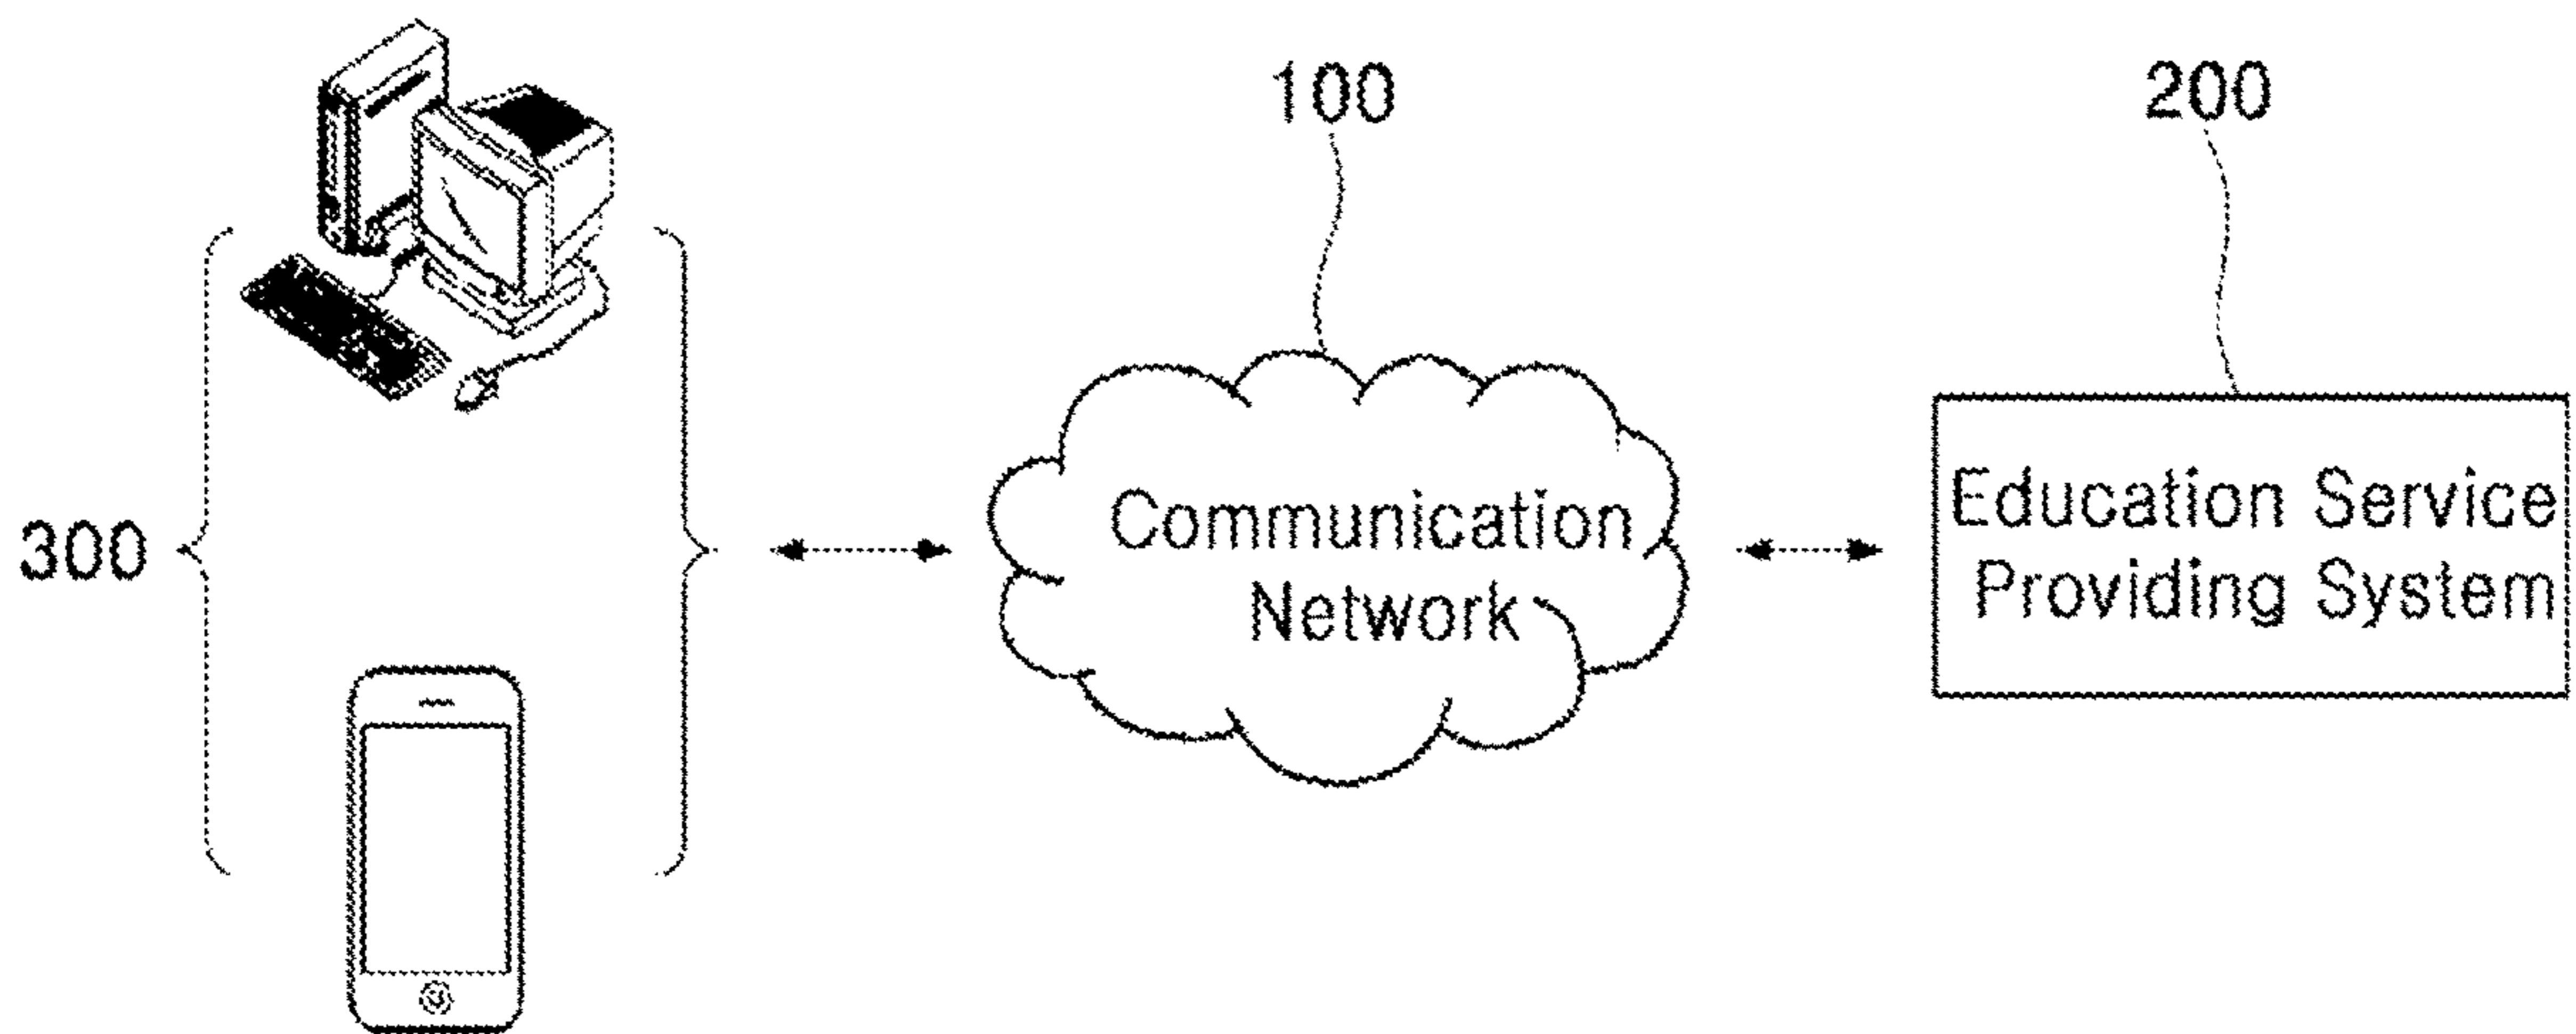 100
200
300
Communication
Network
Education Service
Providing System